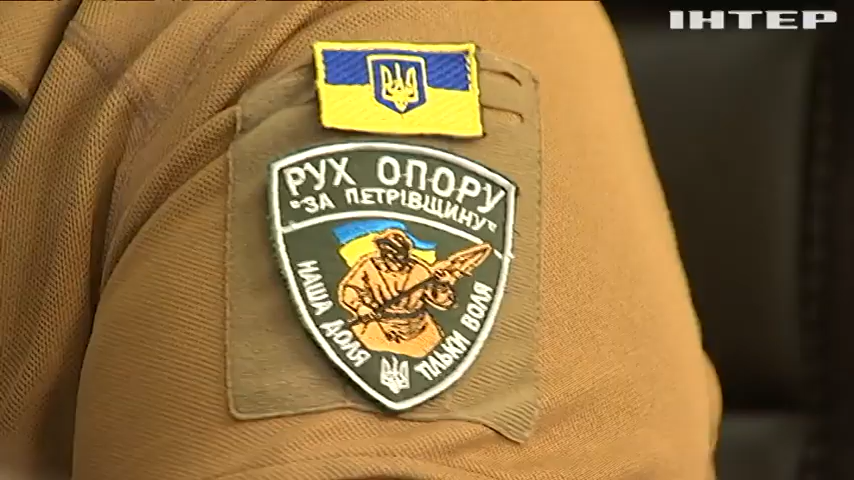 ІНТЕР
РУХ ОПОРУ
"ЗА ПЕТРІВЩИНУ"
НАША ДОЛЯ
ТІЛЬКИ ВОЛЯ